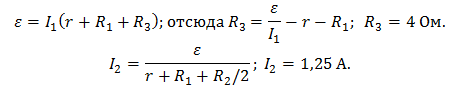 ε = I₁(r + R₁ + R₃); отсюда R₃ = ε/I₁ − r − R₁; R₃ = 4 Ом.
I₂ = ε/(r + R₁ + R₂/2); I₂ = 1,25 А.